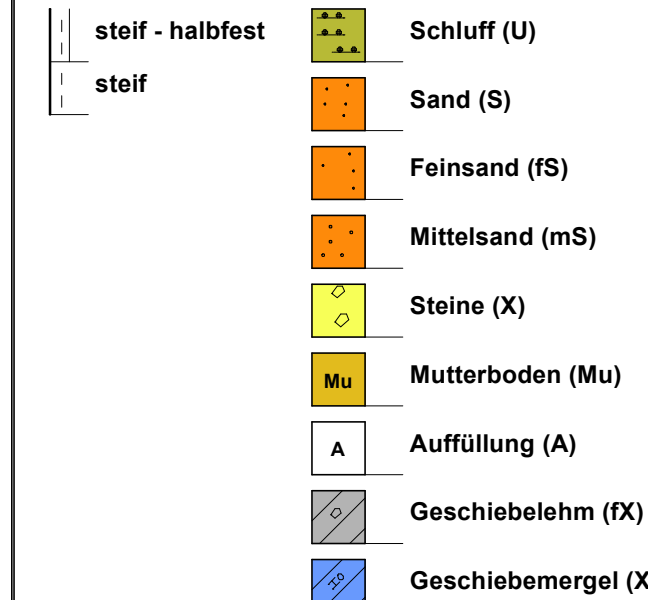 steif - halbfest
steif
Schluff (U)
Sand (S)
Feinsand (fS)
Mittelsand (mS)
Steine (X)
Mu Mutterboden (Mu)
A Auffüllung (A)
Geschiebelehm (fX)
Geschiebemergel (X